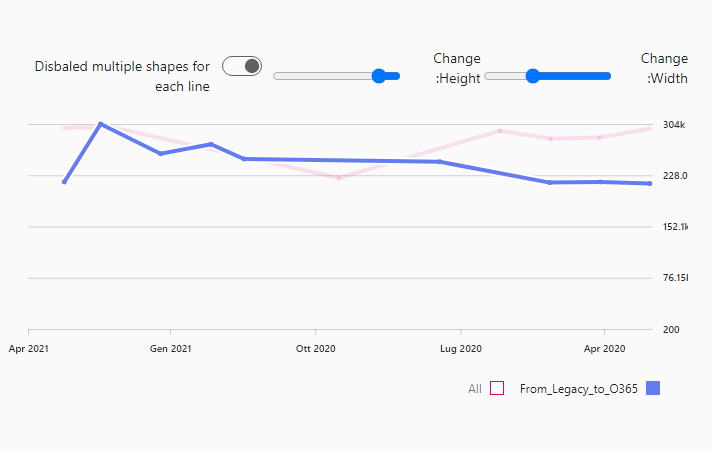 Disbaled multiple shapes for
each line
Change
:Height
Change
:Width
304k
228.0
152.1k
76.15k
200
Apr 2021
Gen 2021
Ott 2020
Lug 2020
Apr 2020
All
From_Legacy_to_O365